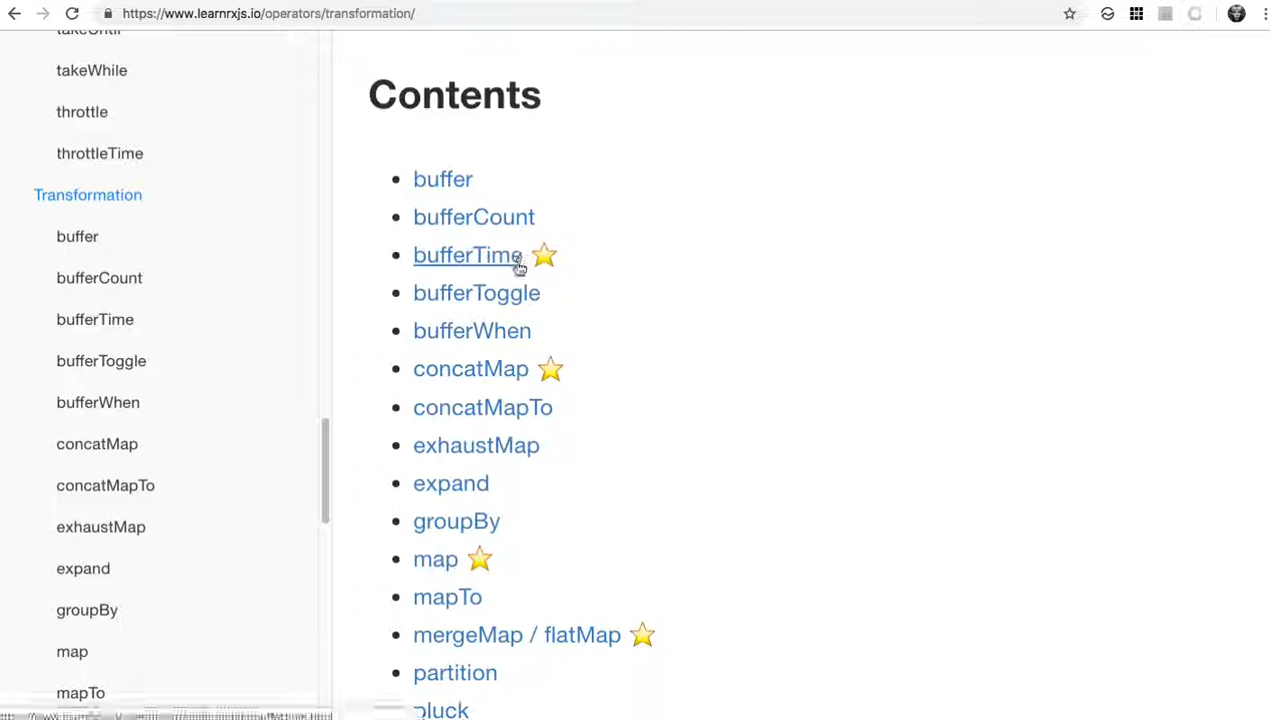 https://www.learnrxjs.io/operators/transformation/
takeUntil
takeWhile
throttle
throttleTime
Transformation
buffer
bufferCount
bufferTime
bufferToggle
bufferWhen
concatMap
concatMapTo
exhaustMap
expand
groupBy
map
mapTo
Contents
buffer
bufferCount
bufferTime
bufferToggle
bufferWhen
concatMap
concatMapTo
exhaustMap
expand
groupBy
map
mapTo
mergeMap / flatMap
partition
pluck